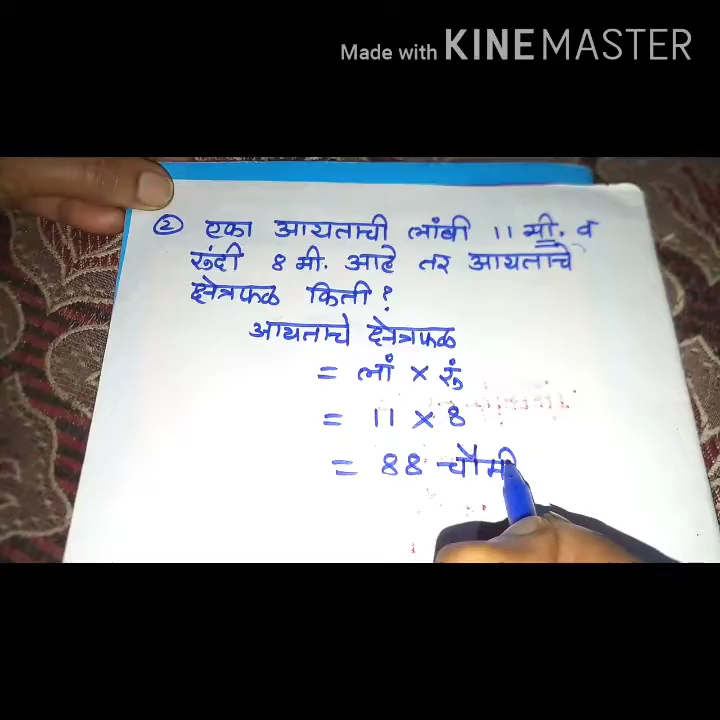 Made with KINEMASTER
② एका आयताची लांबी 11 मी. व
रुंदी 8 मी. आहे तर आयताचे
क्षेत्रफळ किती ?
आयताचे क्षेत्रफळ
= लां × रुं
= 11 × 8
= 88 चौमी